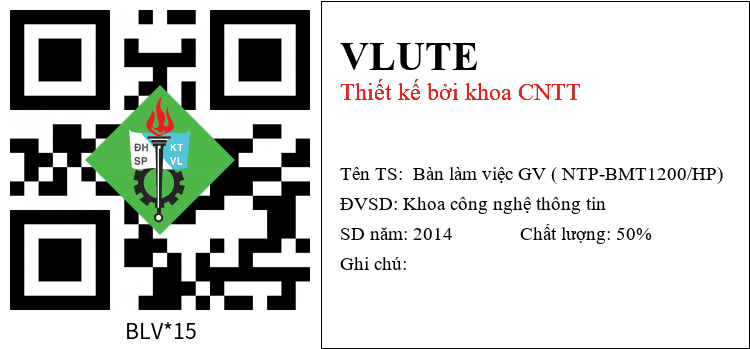 ĐH KT
SP VL
BLV*15
VLUTE
Thiết kế bởi khoa CNTT
Tên TS: Bàn làm việc GV ( NTP-BMT1200/HP)
ĐVSD: Khoa công nghệ thông tin
SD năm: 2014 Chất lượng: 50%
Ghi chú: